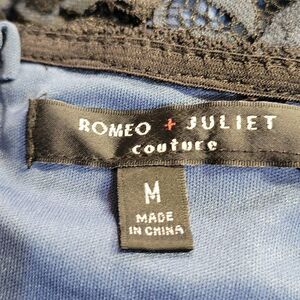 ROMEO + JULIET
couture
M
MADE
IN CHINA